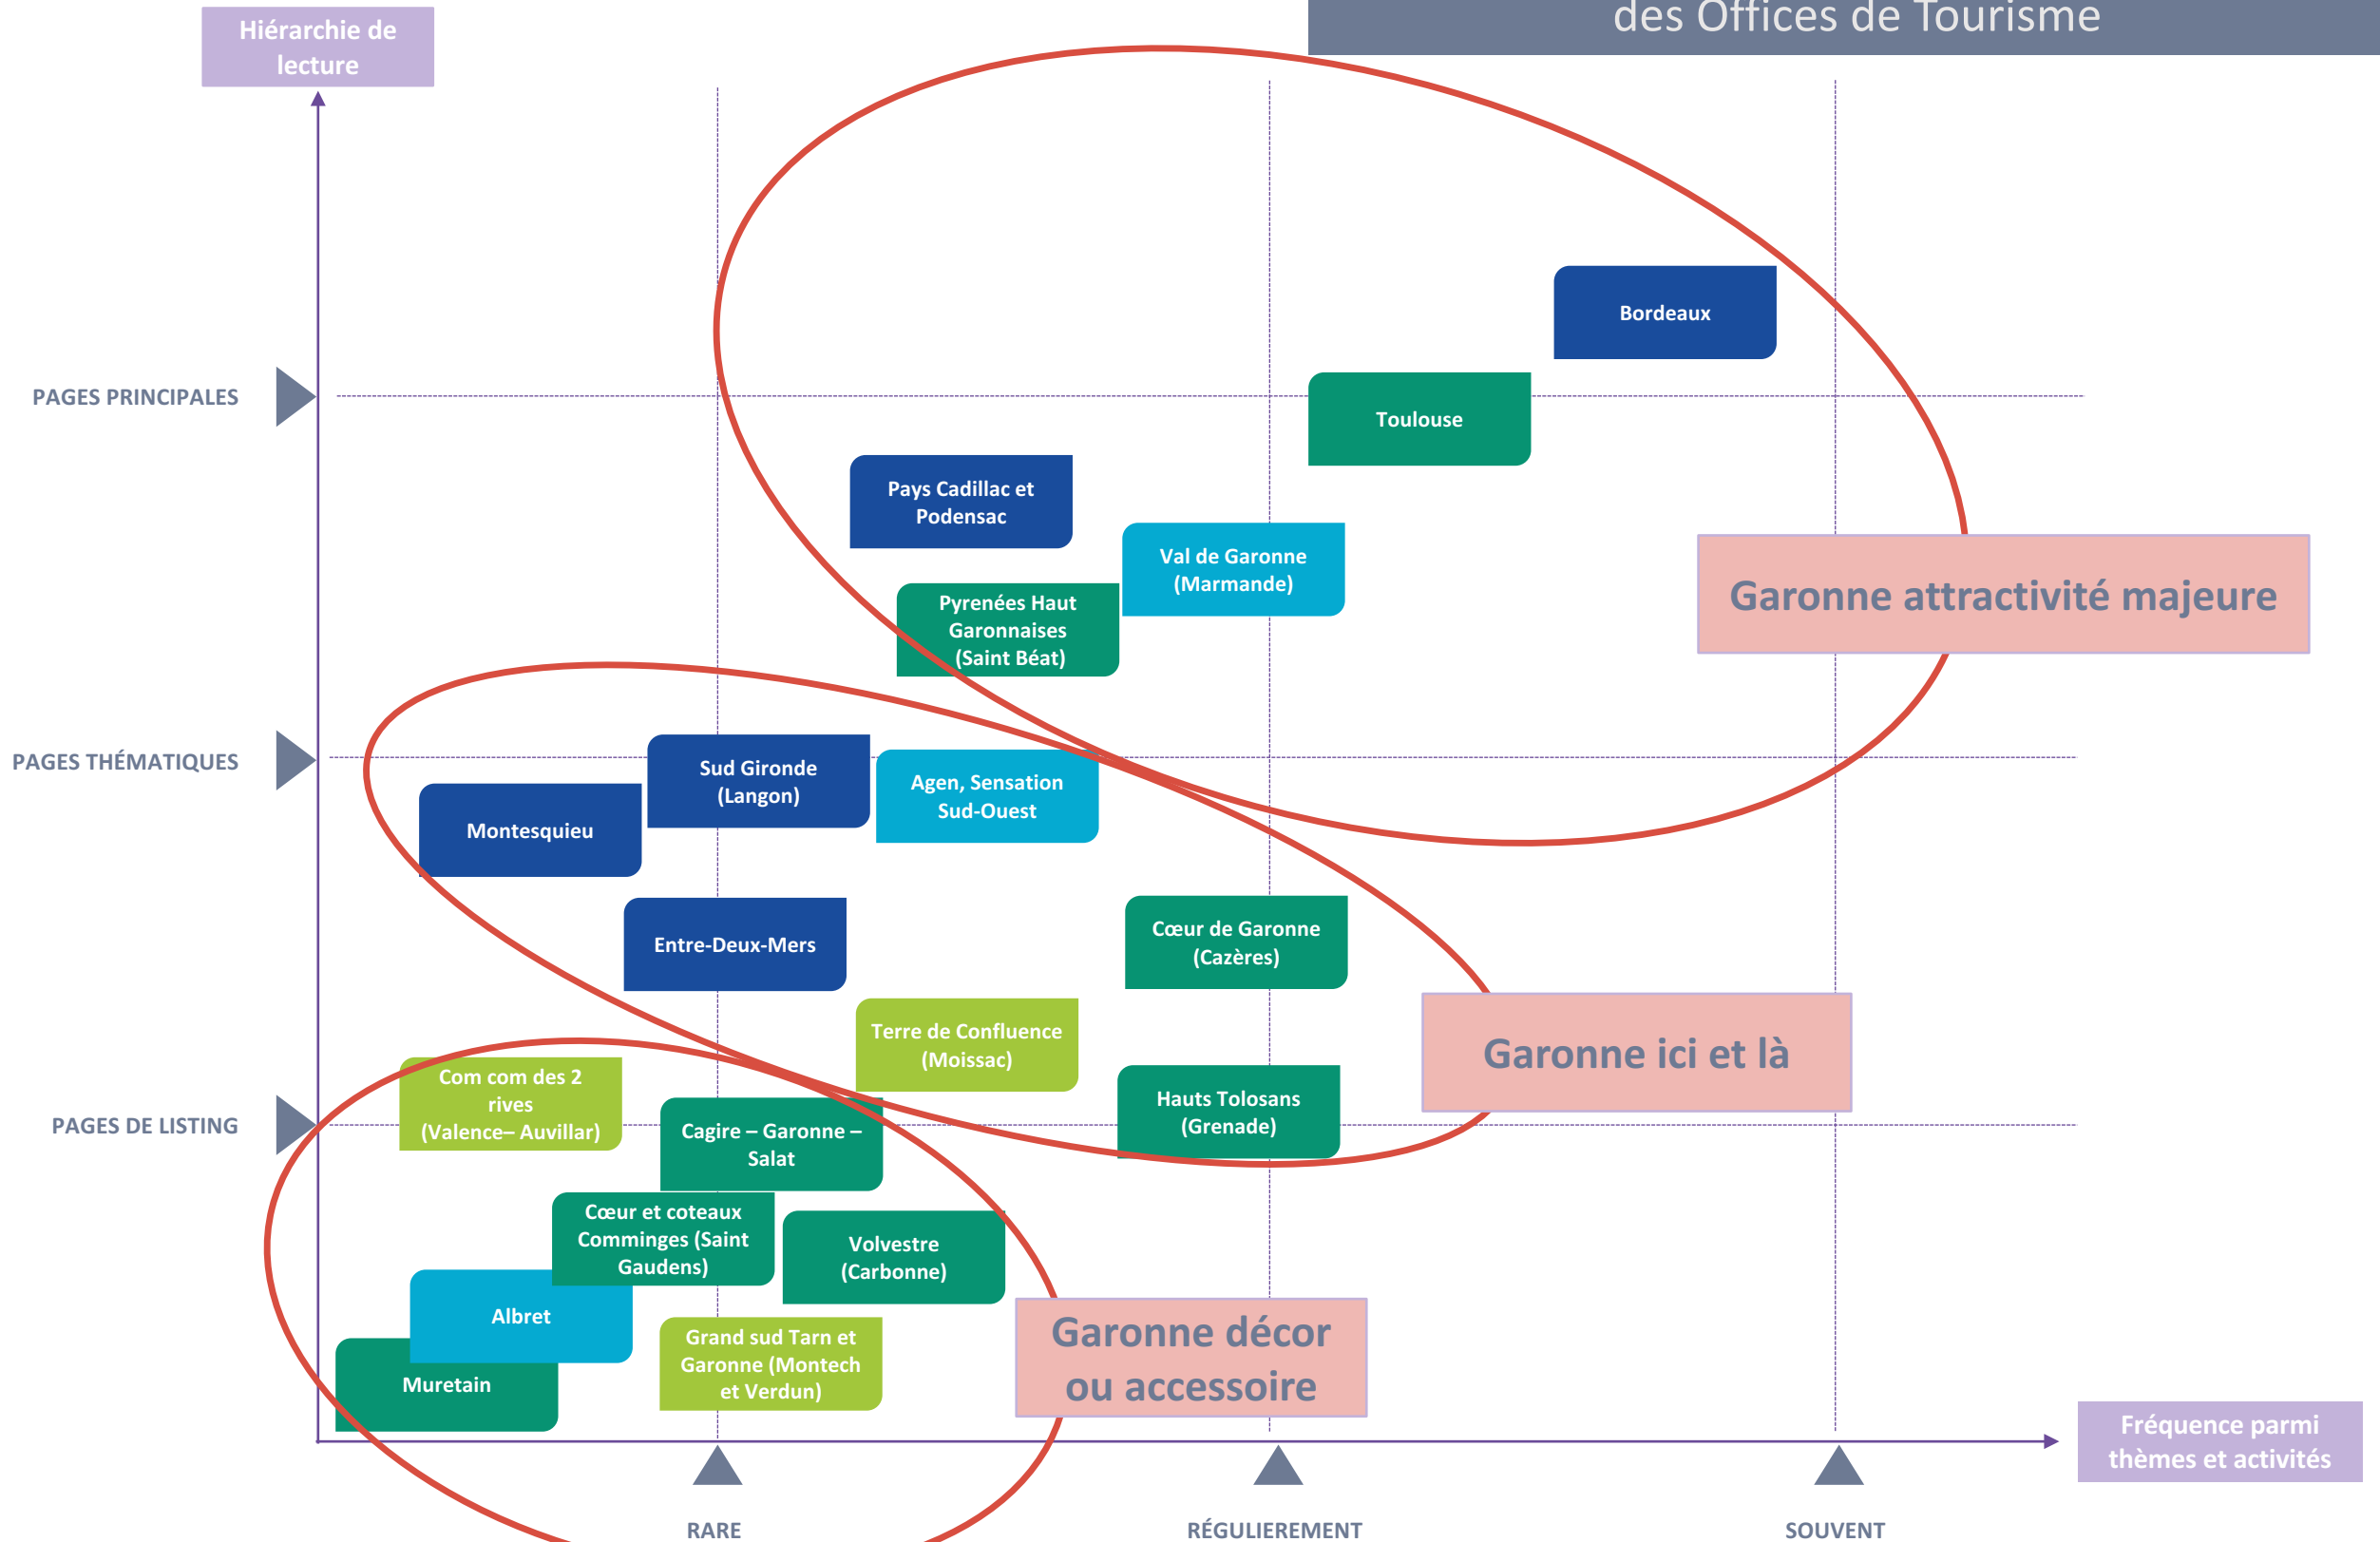 des Offices de Tourisme
Hiérarchie de
lecture
Bordeaux
PAGES PRINCIPALES
Toulouse
Pays Cadillac et
Podensac
Val de Garonne
(Marmande)
Garonne attractivité majeure
Pyrenées Haut
Garonnaises
(Saint Béat)
PAGES THÉMATIQUES
Sud Gironde
(Langon)
Agen, Sensation
Sud-Ouest
Montesquieu
Entre-Deux-Mers
Cœur de Garonne
(Cazères)
Terre de Confluence
(Moissac)
Garonne ici et là
Com com des 2
rives
(Valence– Auvillar)
PAGES DE LISTING
Cagire – Garonne –
Salat
Hauts Tolosans
(Grenade)
Cœur et coteaux
Comminges (Saint
Gaudens)
Volvestre
(Carbonne)
Albret
Garonne décor
ou accessoire
Grand sud Tarn et
Garonne (Montech
et Verdun)
Muretain
Fréquence parmi
thèmes et activités
RARE
RÉGULIEREMENT
SOUVENT